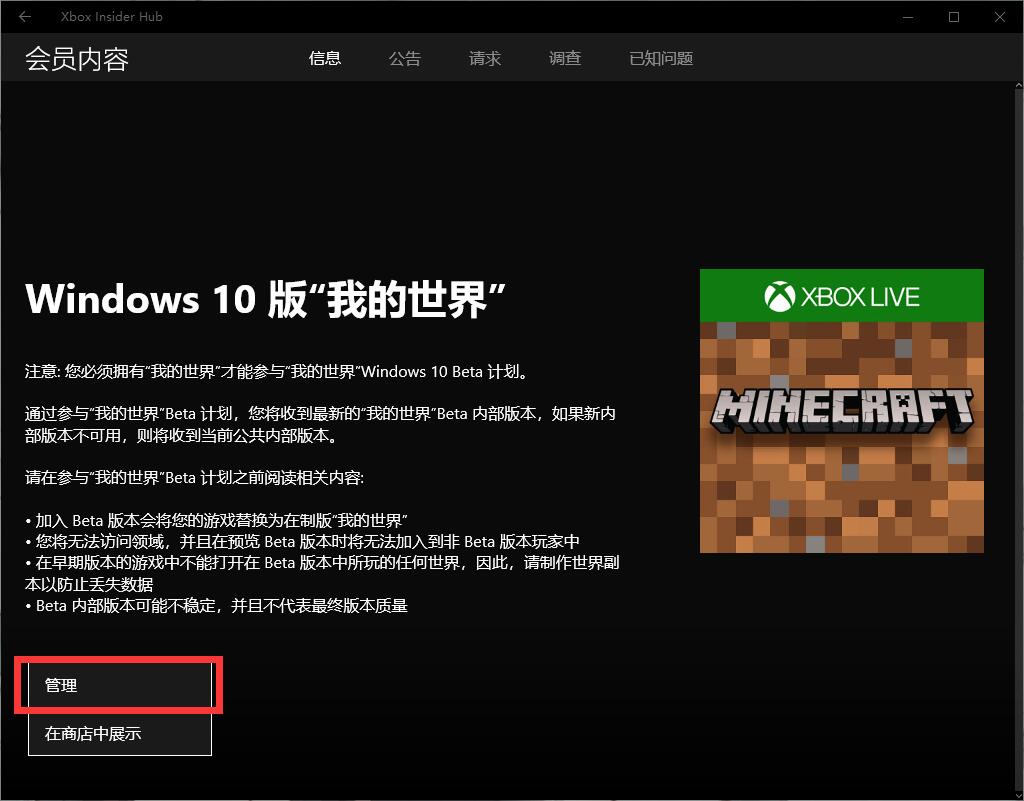 Xbox Insider Hub
会员内容
信息 公告 请求 调查 已知问题
Windows 10 版“我的世界”
XBOX LIVE
MINECRAFT
注意: 您必须拥有“我的世界”才能参与“我的世界”Windows 10 Beta 计划。
通过参与“我的世界”Beta 计划，您将收到最新的“我的世界”Beta 内部版本，如果新内
部版本不可用，则将收到当前公共内部版本。
请在参与“我的世界”Beta 计划之前阅读相关内容:
• 加入 Beta 版本会将您的游戏替换为在制版“我的世界”
• 您将无法访问领域，并且在预览 Beta 版本时将无法加入到非 Beta 版本玩家中
• 在早期版本的游戏中不能打开在 Beta 版本中所玩的任何世界，因此，请制作世界副
本以防止丢失数据
• Beta 内部版本可能不稳定，并且不代表最终版本质量
管理
在商店中展示